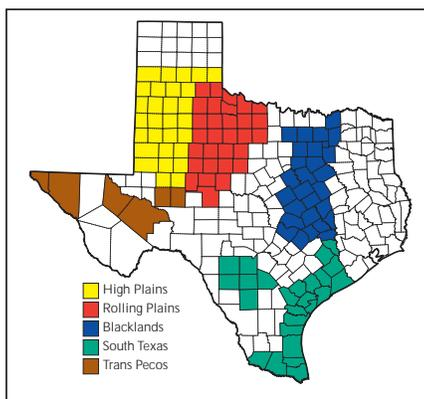 High Plains
Rolling Plains
Blacklands
South Texas
Trans Pecos